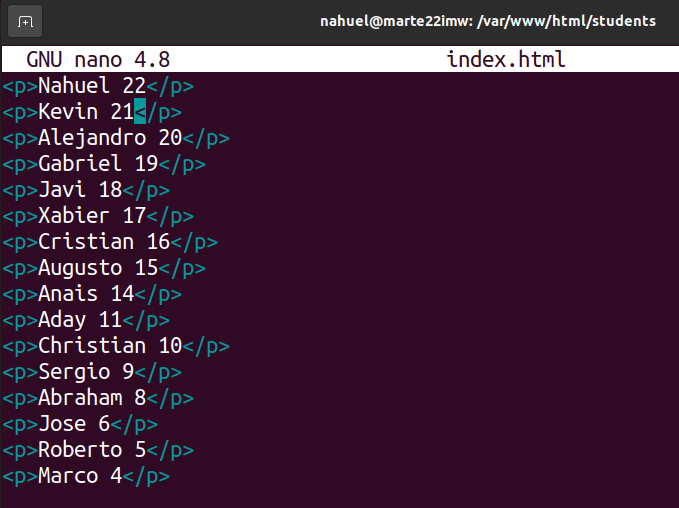 nahuel@marte22imw: /var/www/html/students
GNU nano 4.8 index.html
<p>Nahuel 22</p>
<p>Kevin 21</p>
<p>Alejandro 20</p>
<p>Gabriel 19</p>
<p>Javi 18</p>
<p>Xabier 17</p>
<p>Cristian 16</p>
<p>Augusto 15</p>
<p>Anais 14</p>
<p>Aday 11</p>
<p>Christian 10</p>
<p>Sergio 9</p>
<p>Abraham 8</p>
<p>Jose 6</p>
<p>Roberto 5</p>
<p>Marco 4</p>